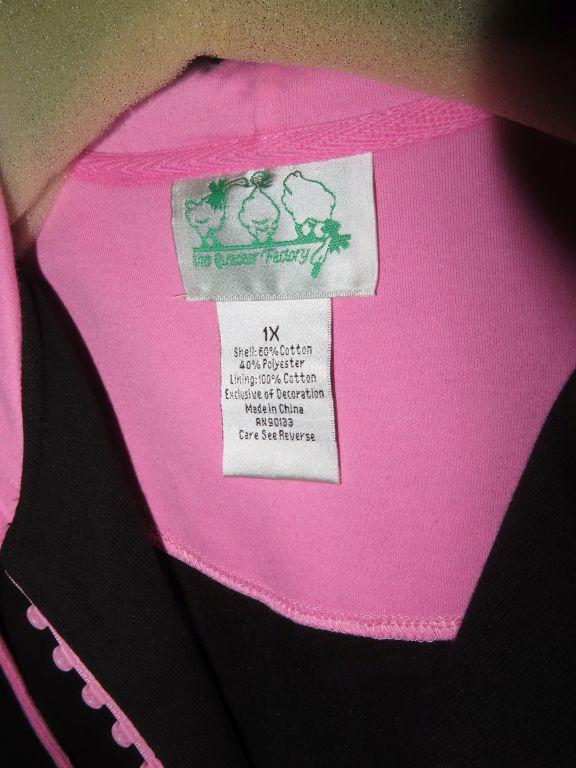 The Quacker Factory
1X
Shell: 60% Cotton
40% Polyester
Lining: 100% Cotton
Exclusive of Decoration
Made in China
RN90133
Care See Reverse